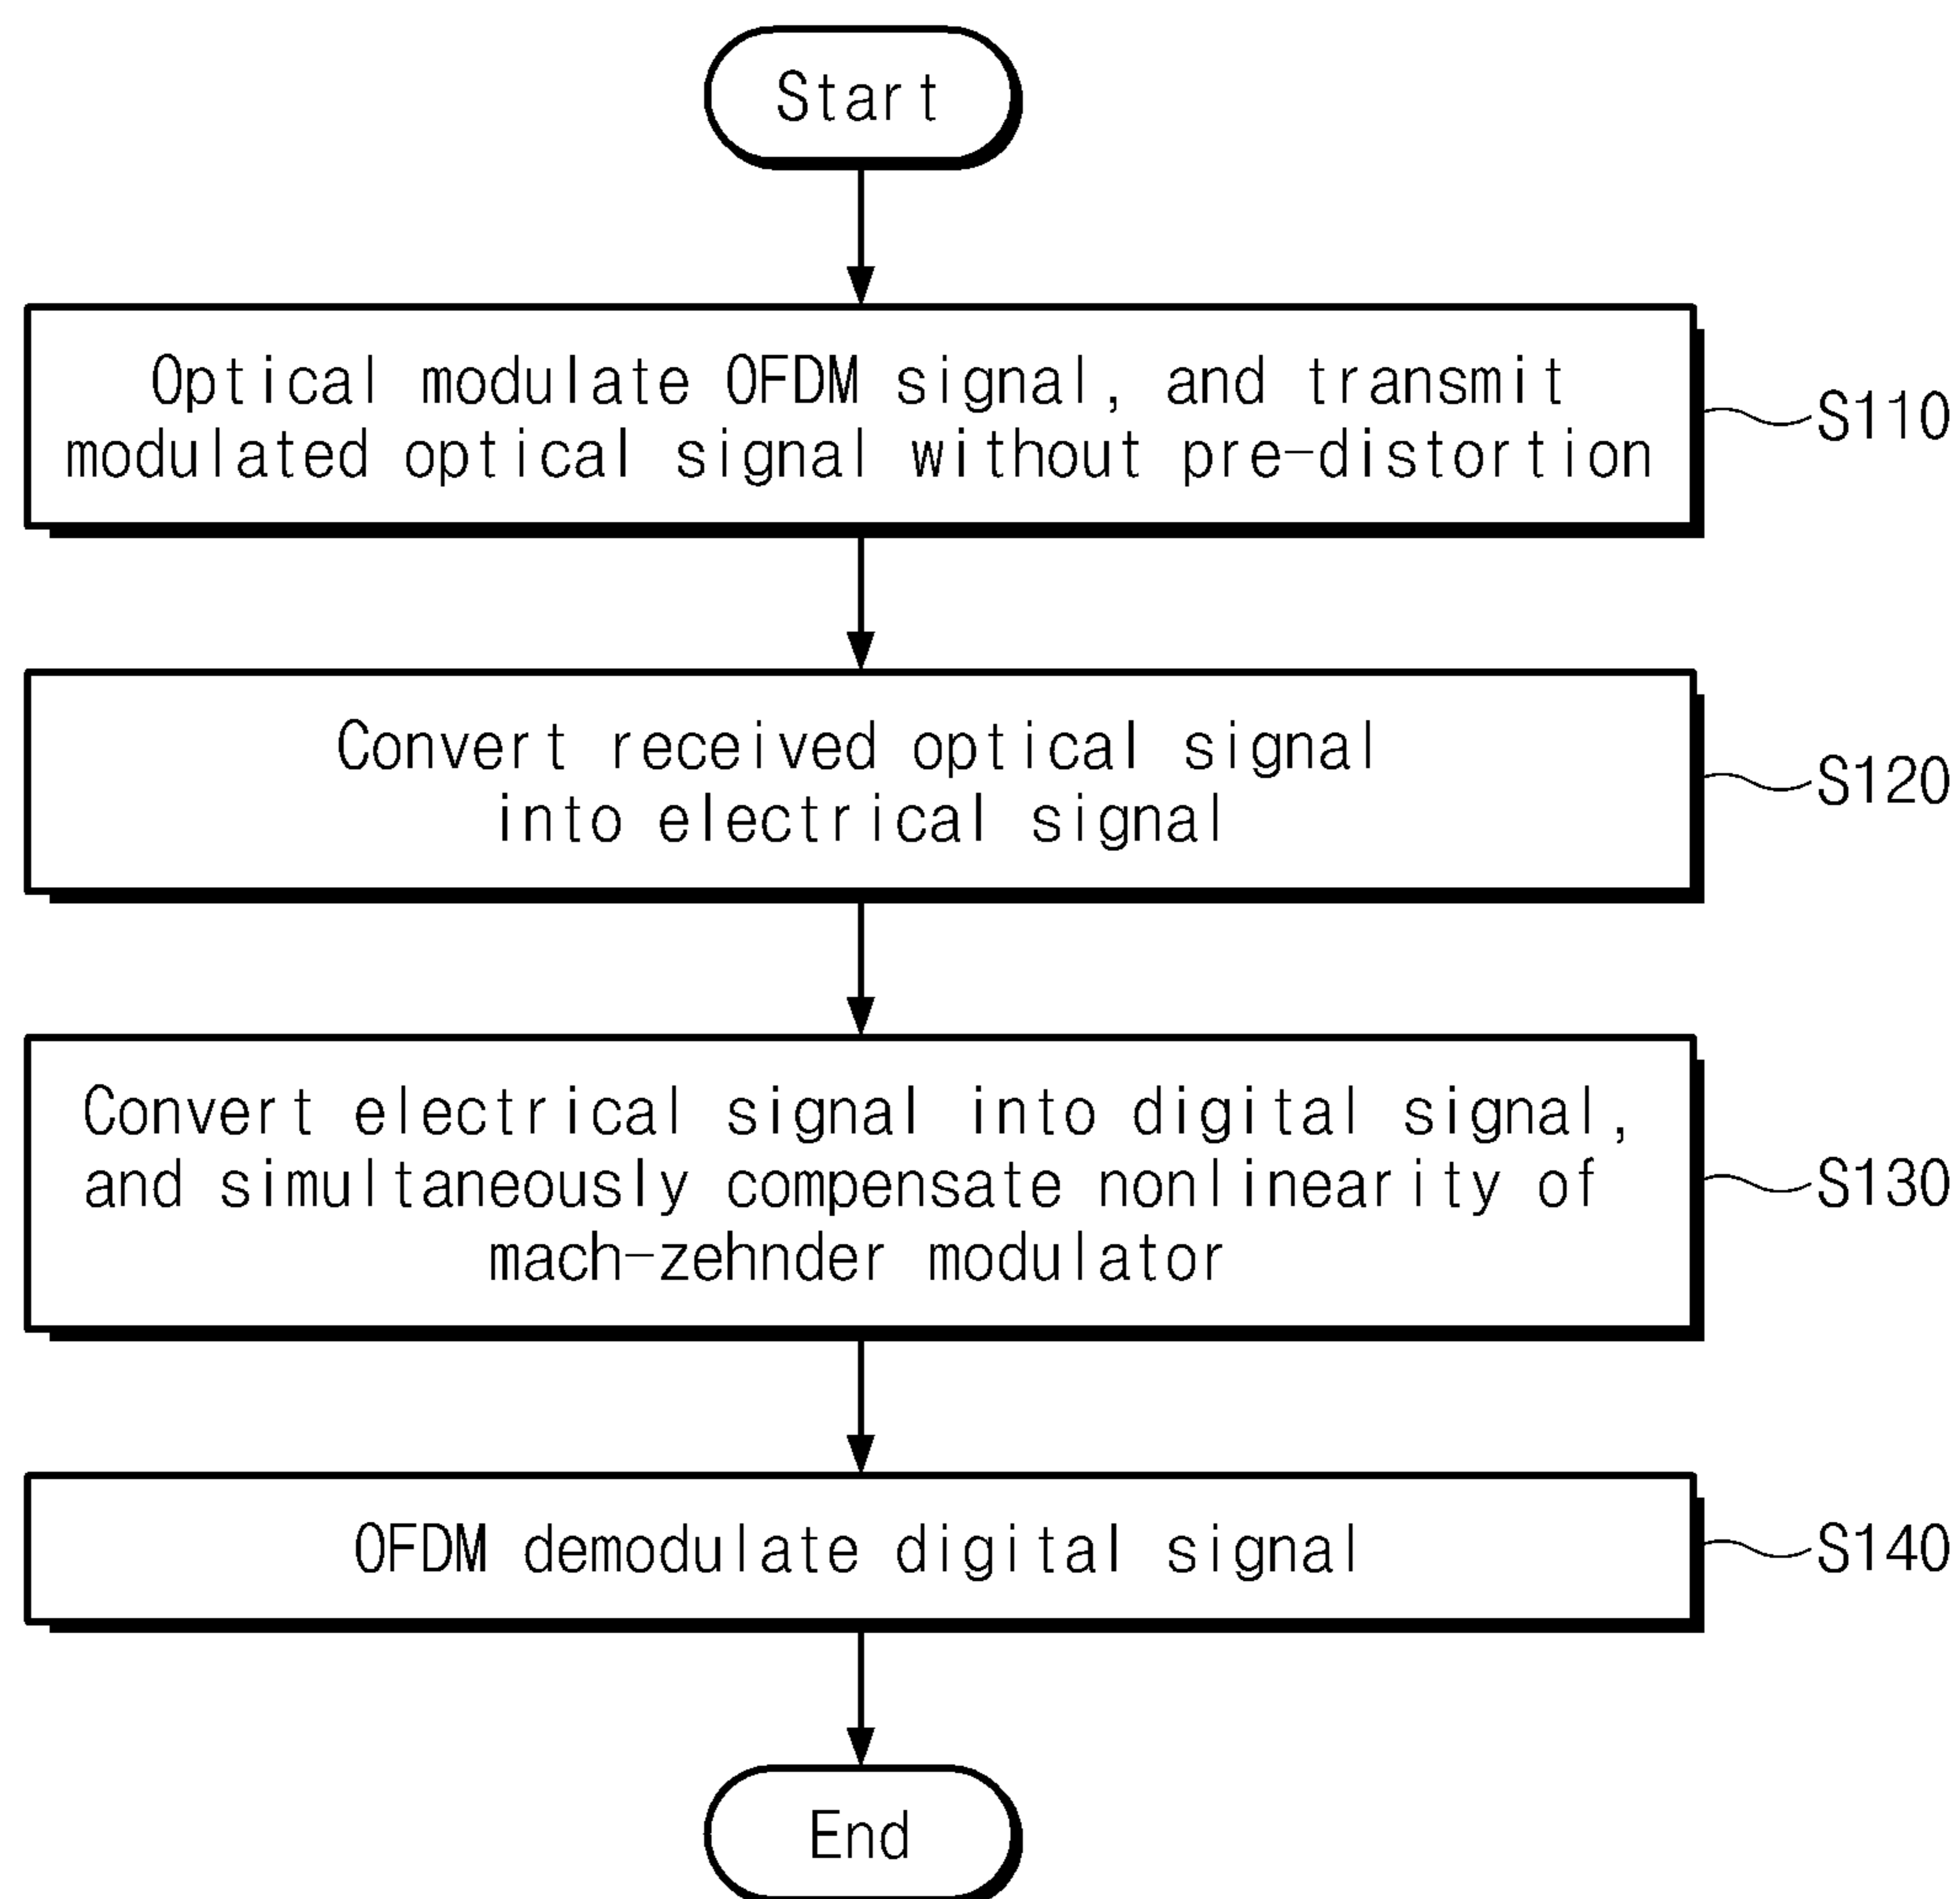 Start
Optical modulate OFDM signal, and transmit
modulated optical signal without pre-distortion
S110
Convert received optical signal
into electrical signal
S120
Convert electrical signal into digital signal,
and simultaneously compensate nonlinearity of
mach-zehnder modulator
S130
OFDM demodulate digital signal
S140
End